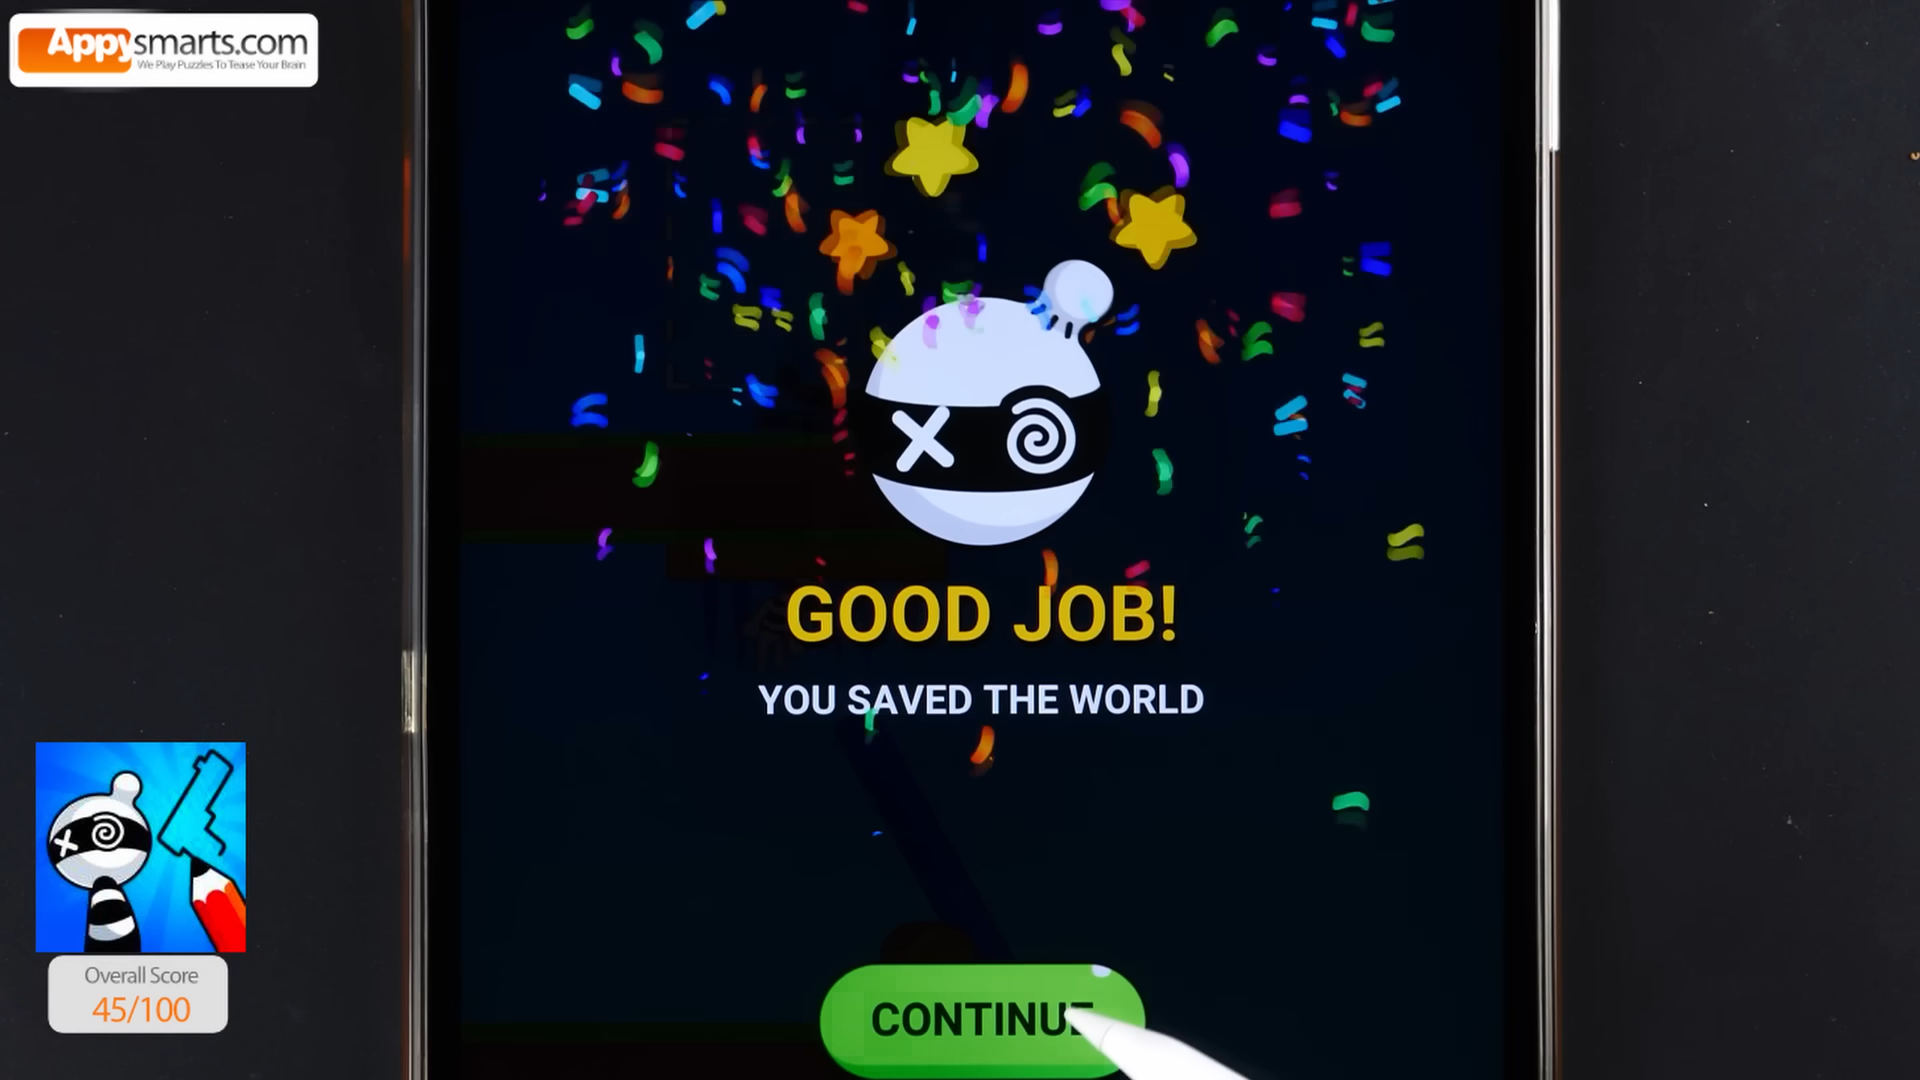 Appysmarts.com
We Play Puzzles To Tease Your Brain
GOOD JOB!
YOU SAVED THE WORLD
CONTINUE
Overall Score
45/100